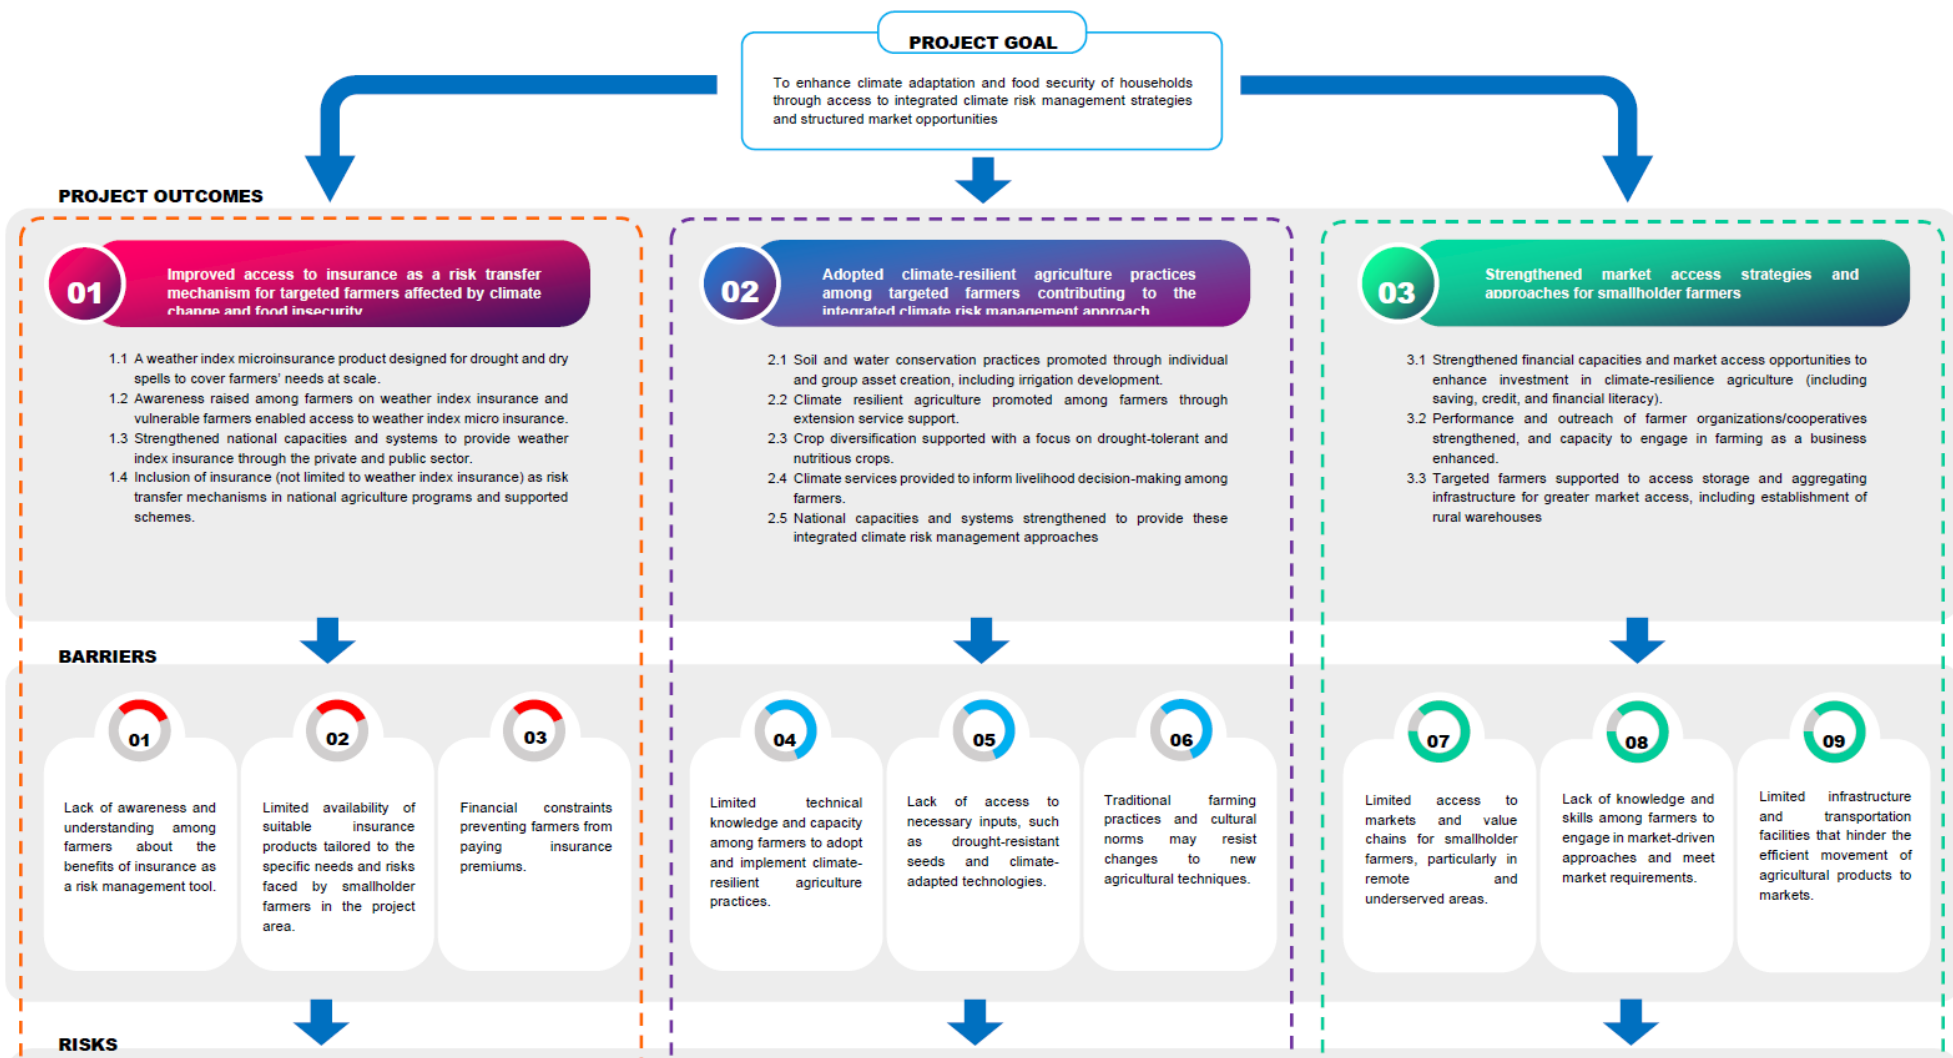 PROJECT GOAL
To enhance climate adaptation and food security of households
through access to integrated climate risk management strategies
and structured market opportunities
PROJECT OUTCOMES
01
Improved access to insurance as a risk transfer
mechanism for targeted farmers affected by climate
change and food insecurity
1.1 A weather index microinsurance product designed for drought and dry
spells to cover farmers' needs at scale.
1.2 Awareness raised among farmers on weather index insurance and
vulnerable farmers enabled access to weather index micro insurance.
1.3 Strengthened national capacities and systems to provide weather
index insurance through the private and public sector.
1.4 Inclusion of insurance (not limited to weather index insurance) as risk
transfer mechanisms in national agriculture programs and supported
schemes.
02
Adopted climate-resilient agriculture practices
among targeted farmers contributing to the
integrated climate risk management approach
2.1 Soil and water conservation practices promoted through individual
and group asset creation, including irrigation development.
2.2 Climate resilient agriculture promoted among farmers through
extension service support.
2.3 Crop diversification supported with a focus on drought-tolerant and
nutritious crops.
2.4 Climate services provided to inform livelihood decision-making among
farmers.
2.5 National capacities and systems strengthened to provide these
integrated climate risk management approaches
03
Strengthened market access strategies and
approaches for smallholder farmers
3.1 Strengthened financial capacities and market access opportunities to
enhance investment in climate-resilience agriculture (including
saving, credit, and financial literacy).
3.2 Performance and outreach of farmer organizations/cooperatives
strengthened, and capacity to engage in farming as a business
enhanced.
3.3 Targeted farmers supported to access storage and aggregating
infrastructure for greater market access, including establishment of
rural warehouses
BARRIERS
01
Lack of awareness and
understanding among
farmers about the
benefits of insurance as
a risk management tool.
02
Limited availability of
suitable insurance
products tailored to the
specific needs and risks
faced by smallholder
farmers in the project
area.
03
Financial constraints
preventing farmers from
paying insurance
premiums.
04
Limited technical
knowledge and capacity
among farmers to adopt
and implement climate-
resilient agriculture
practices.
05
Lack of access to
necessary inputs, such
as drought-resistant
seeds and climate-
adapted technologies.
06
Traditional farming
practices and cultural
norms may resist
changes to new
agricultural techniques.
07
Limited access to
markets and value
chains for smallholder
farmers, particularly in
remote and
underserved areas.
08
Lack of knowledge and
skills among farmers to
engage in market-driven
approaches and meet
market requirements.
09
Limited infrastructure
and transportation
facilities that hinder the
efficient movement of
agricultural products to
markets.
RISKS